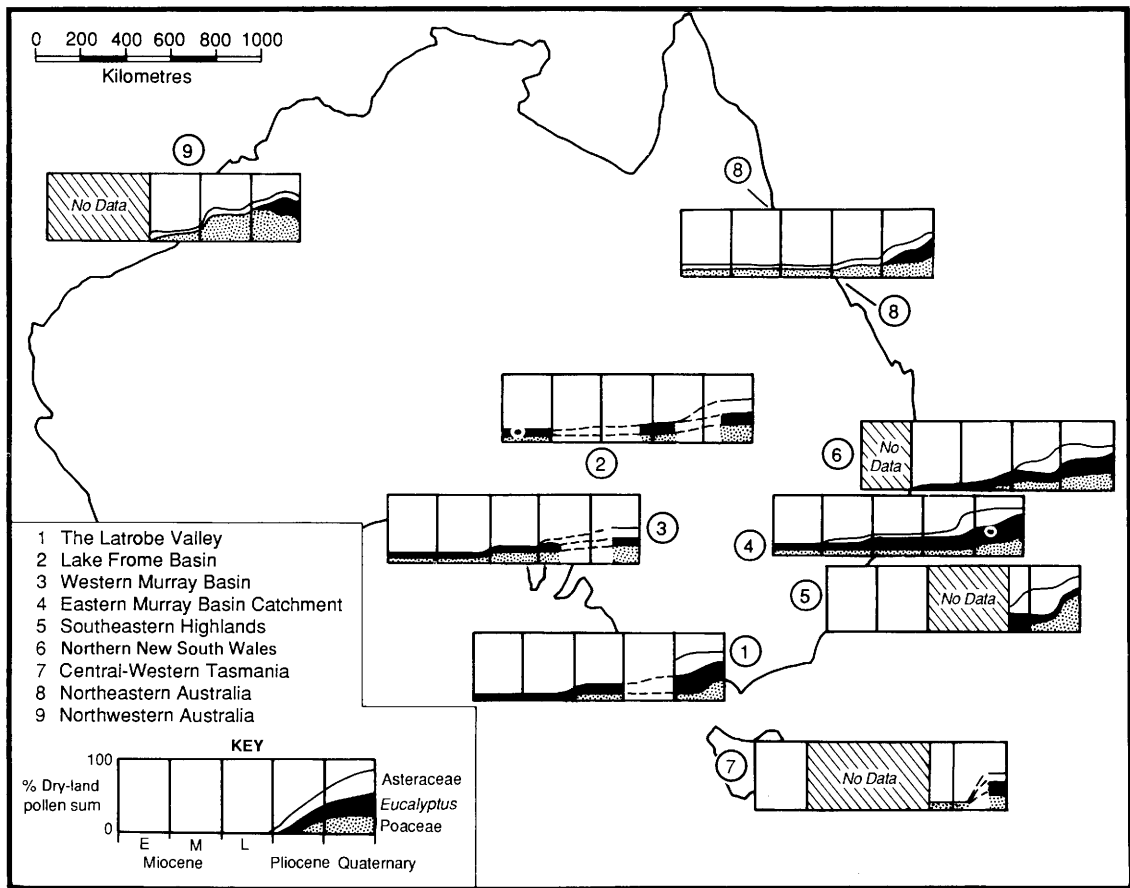 0 200 400 600 800 1000
Kilometres
9
No Data
8
8
2
6
No
Data
3
4
5
No Data
1
7
No Data
1 The Latrobe Valley
2 Lake Frome Basin
3 Western Murray Basin
4 Eastern Murray Basin Catchment
5 Southeastern Highlands
6 Northern New South Wales
7 Central-Western Tasmania
8 Northeastern Australia
9 Northwestern Australia
KEY
100
% Dry-land
pollen sum
0
Asteraceae
Eucalyptus
Poaceae
E M L
Miocene Pliocene Quaternary